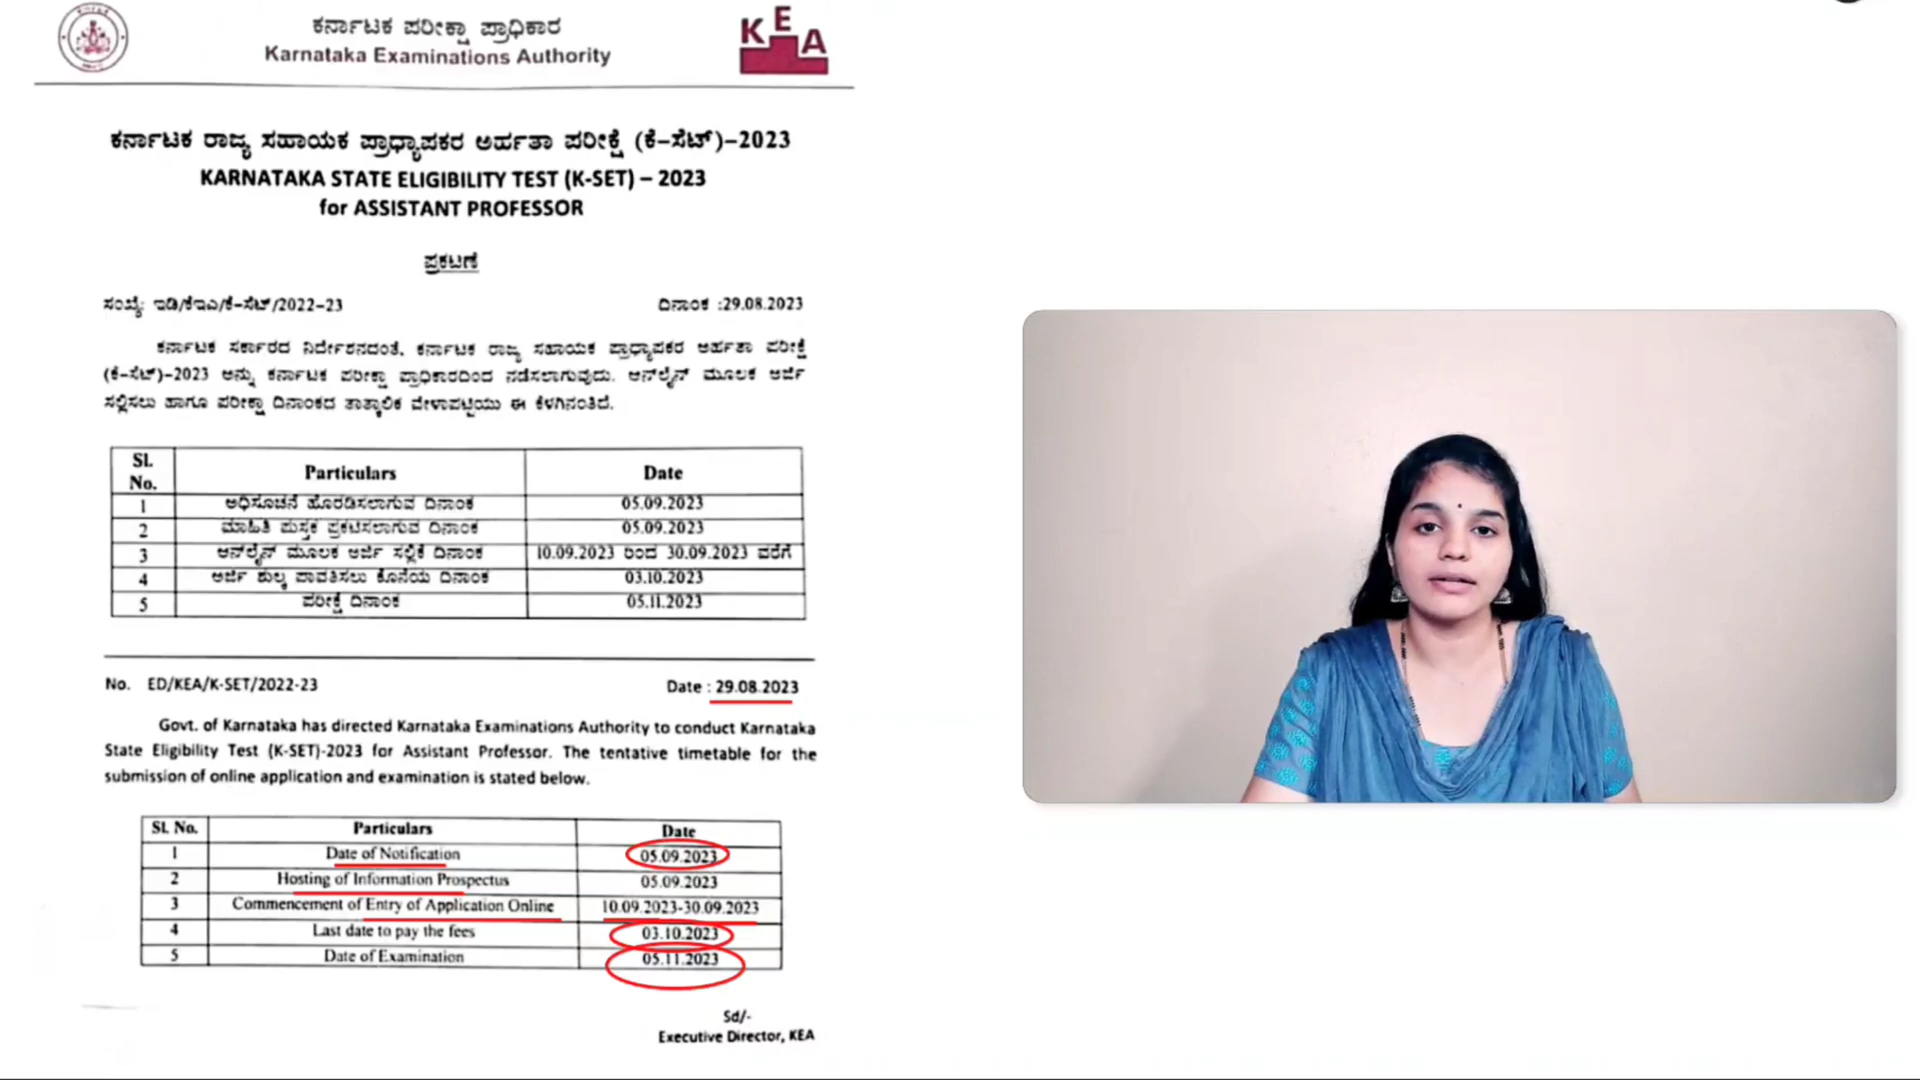 ಕರ್ನಾಟಕ ಪರೀಕ್ಷಾ ಪ್ರಾಧಿಕಾರ
Karnataka Examinations Authority
KEA
ಕರ್ನಾಟಕ ರಾಜ್ಯ ಸಹಾಯಕ ಪ್ರಾಧ್ಯಾಪಕರ ಅರ್ಹತಾ ಪರೀಕ್ಷೆ (ಕೆ-ಸೆಟ್)-2023
KARNATAKA STATE ELIGIBILITY TEST (K-SET) – 2023
for ASSISTANT PROFESSOR
ಪ್ರಕಟಣೆ
ಸಂಖ್ಯೆ: ಇಡಿ/ಕೆಇಎ/ಕೆ-ಸೆಟ್/2022-23 ದಿನಾಂಕ :29.08.2023
ಕರ್ನಾಟಕ ಸರ್ಕಾರದ ನಿರ್ದೇಶನದಂತೆ, ಕರ್ನಾಟಕ ರಾಜ್ಯ ಸಹಾಯಕ ಪ್ರಾಧ್ಯಾಪಕರ ಅರ್ಹತಾ ಪರೀಕ್ಷೆ
(ಕೆ-ಸೆಟ್)-2023 ಅನ್ನು ಕರ್ನಾಟಕ ಪರೀಕ್ಷಾ ಪ್ರಾಧಿಕಾರದಿಂದ ನಡೆಸಲಾಗುವುದು. ಆನ್‌ಲೈನ್ ಮೂಲಕ ಅರ್ಜಿ
ಸಲ್ಲಿಸಲು ಹಾಗೂ ಪರೀಕ್ಷಾ ದಿನಾಂಕದ ತಾತ್ಕಾಲಿಕ ವೇಳಾಪಟ್ಟಿಯು ಈ ಕೆಳಗಿನಂತಿದೆ.
Sl. No. Particulars Date
1 ಅಧಿಸೂಚನೆ ಹೊರಡಿಸಲಾಗುವ ದಿನಾಂಕ 05.09.2023
2 ಮಾಹಿತಿ ಪುಸ್ತಕ ಪ್ರಕಟಿಸಲಾಗುವ ದಿನಾಂಕ 05.09.2023
3 ಆನ್‌ಲೈನ್ ಮೂಲಕ ಅರ್ಜಿ ಸಲ್ಲಿಕೆ ದಿನಾಂಕ 10.09.2023 ರಿಂದ 30.09.2023 ವರೆಗೆ
4 ಅರ್ಜಿ ಶುಲ್ಕ ಪಾವತಿಸಲು ಕೊನೆಯ ದಿನಾಂಕ 03.10.2023
5 ಪರೀಕ್ಷೆ ದಿನಾಂಕ 05.11.2023
No. ED/KEA/K-SET/2022-23 Date : 29.08.2023
Govt. of Karnataka has directed Karnataka Examinations Authority to conduct Karnataka
State Eligibility Test (K-SET)-2023 for Assistant Professor. The tentative timetable for the
submission of online application and examination is stated below.
Sl. No. Particulars Date
1 Date of Notification 05.09.2023
2 Hosting of Information Prospectus 05.09.2023
3 Commencement of Entry of Application Online 10.09.2023-30.09.2023
4 Last date to pay the fees 03.10.2023
5 Date of Examination 05.11.2023
Sd/-
Executive Director, KEA